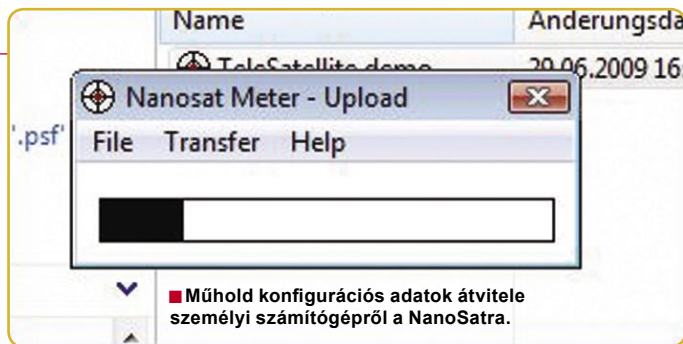 Name Änderungsda
TeleSatellite demo 29.06.2009 16:
Nanosat Meter - Upload
'.psf'
File Transfer Help
Műhold konfigurációs adatok átvitele
személyi számítógépről a NanoSatra.